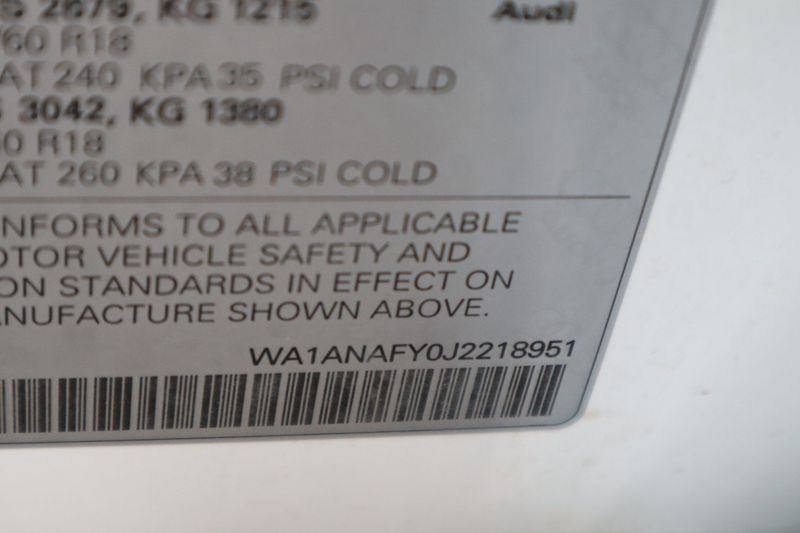 2679, KG 1215 Audi
/60 R18
AT 240 KPA 35 PSI COLD
S 3042, KG 1380
60 R18
AT 260 KPA 38 PSI COLD
NFORMS TO ALL APPLICABLE
OTOR VEHICLE SAFETY AND
ON STANDARDS IN EFFECT ON
ANUFACTURE SHOWN ABOVE.
WA1ANAFY0J2218951